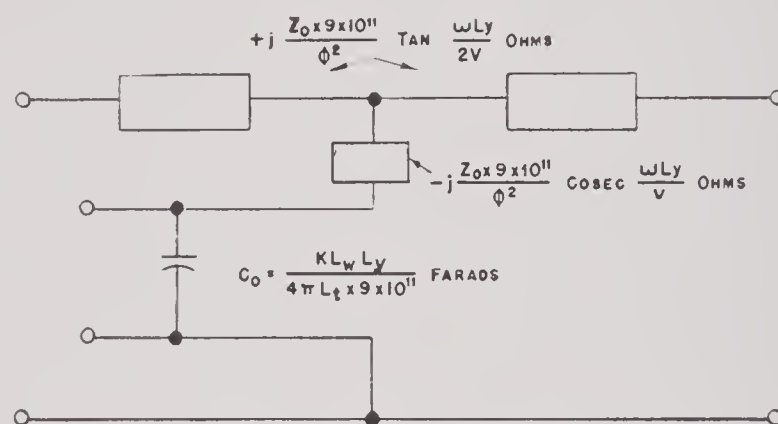 +j Z₀ x 9 x 10¹¹ / Φ² TAN ωLy / 2V OHMS
-j Z₀ x 9 x 10¹¹ / Φ² COSEC ωLy / V OHMS
C₀ = K L_w L_y / 4π L_t x 9 x 10¹¹ FARADS